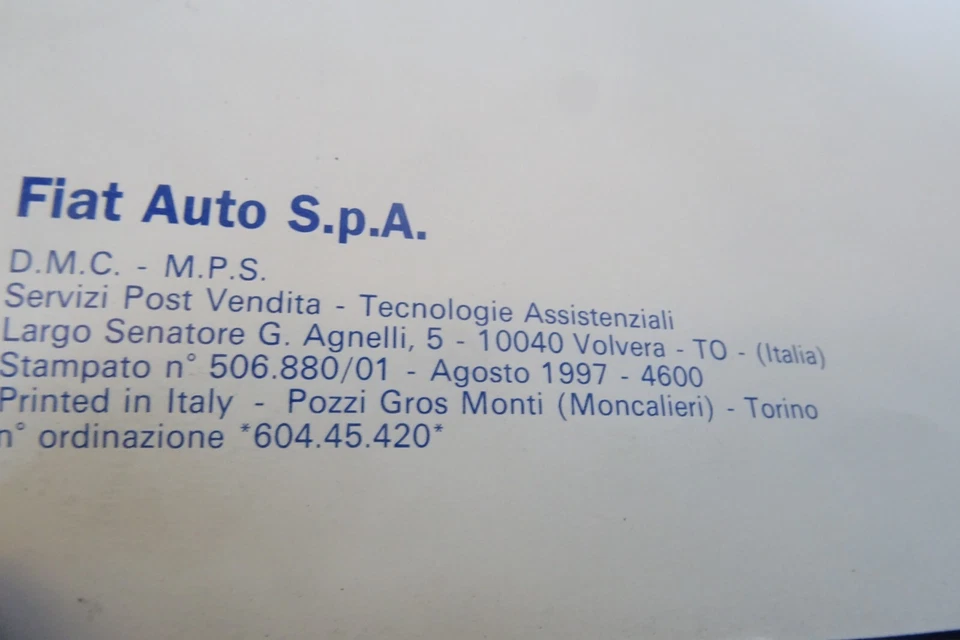 Fiat Auto S.p.A.
D.M.C. - M.P.S.
Servizi Post Vendita - Tecnologie Assistenziali
Largo Senatore G. Agnelli, 5 - 10040 Volvera - TO - (Italia)
Stampato n° 506.880/01 - Agosto 1997 - 4600
Printed in Italy - Pozzi Gros Monti (Moncalieri) - Torino
n° ordinazione *604.45.420*